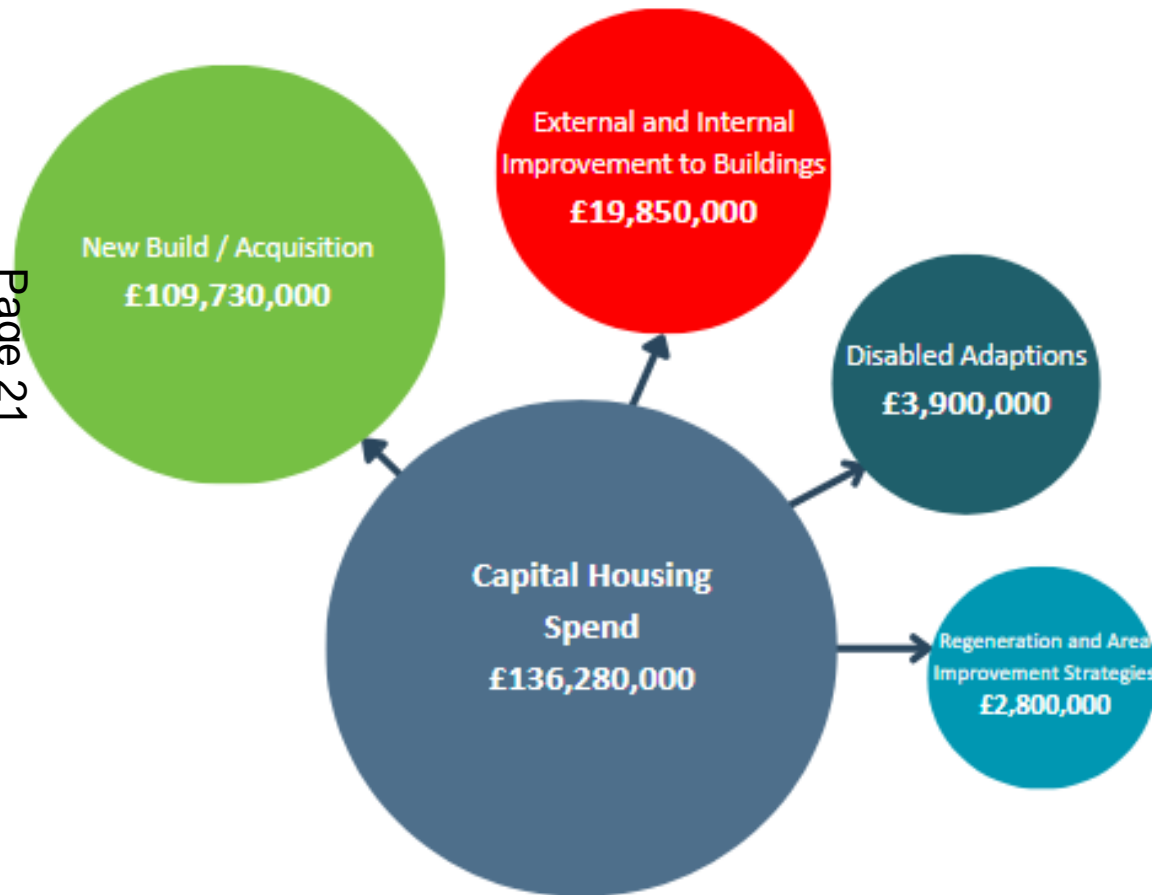 External and Internal
Improvement to Buildings
£19,850,000
New Build / Acquisition
£109,730,000
Page 21
Disabled Adaptions
£3,900,000
Capital Housing
Spend
£136,280,000
Regeneration and Area
Improvement Strategies
£2,800,000